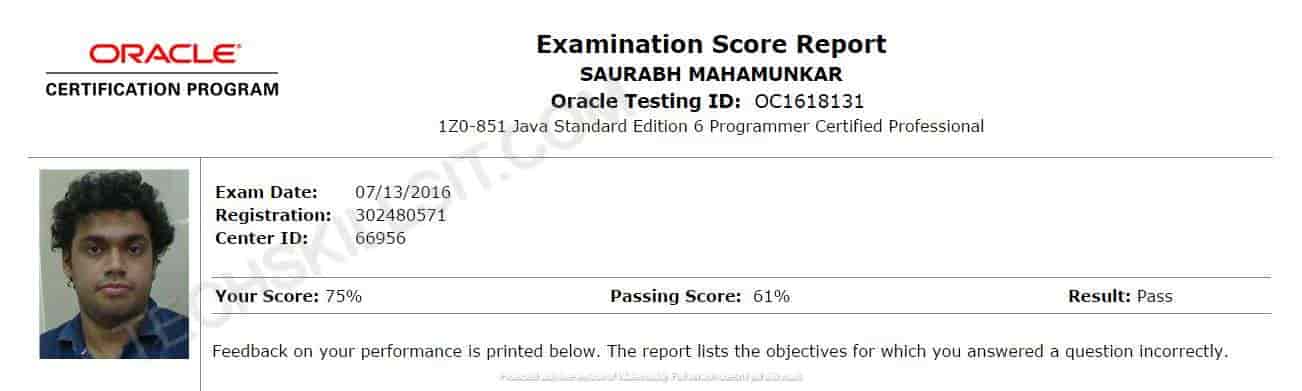 ORACLE
CERTIFICATION PROGRAM
Examination Score Report
SAURABH MAHAMUNKAR
Oracle Testing ID: OC1618131
1Z0-851 Java Standard Edition 6 Programmer Certified Professional
Exam Date: 07/13/2016
Registration: 302480571
Center ID: 66956
Your Score: 75% Passing Score: 61% Result: Pass
Feedback on your performance is printed below. The report lists the objectives for which you answered a question incorrectly.
TECHSKILLSIT.COM